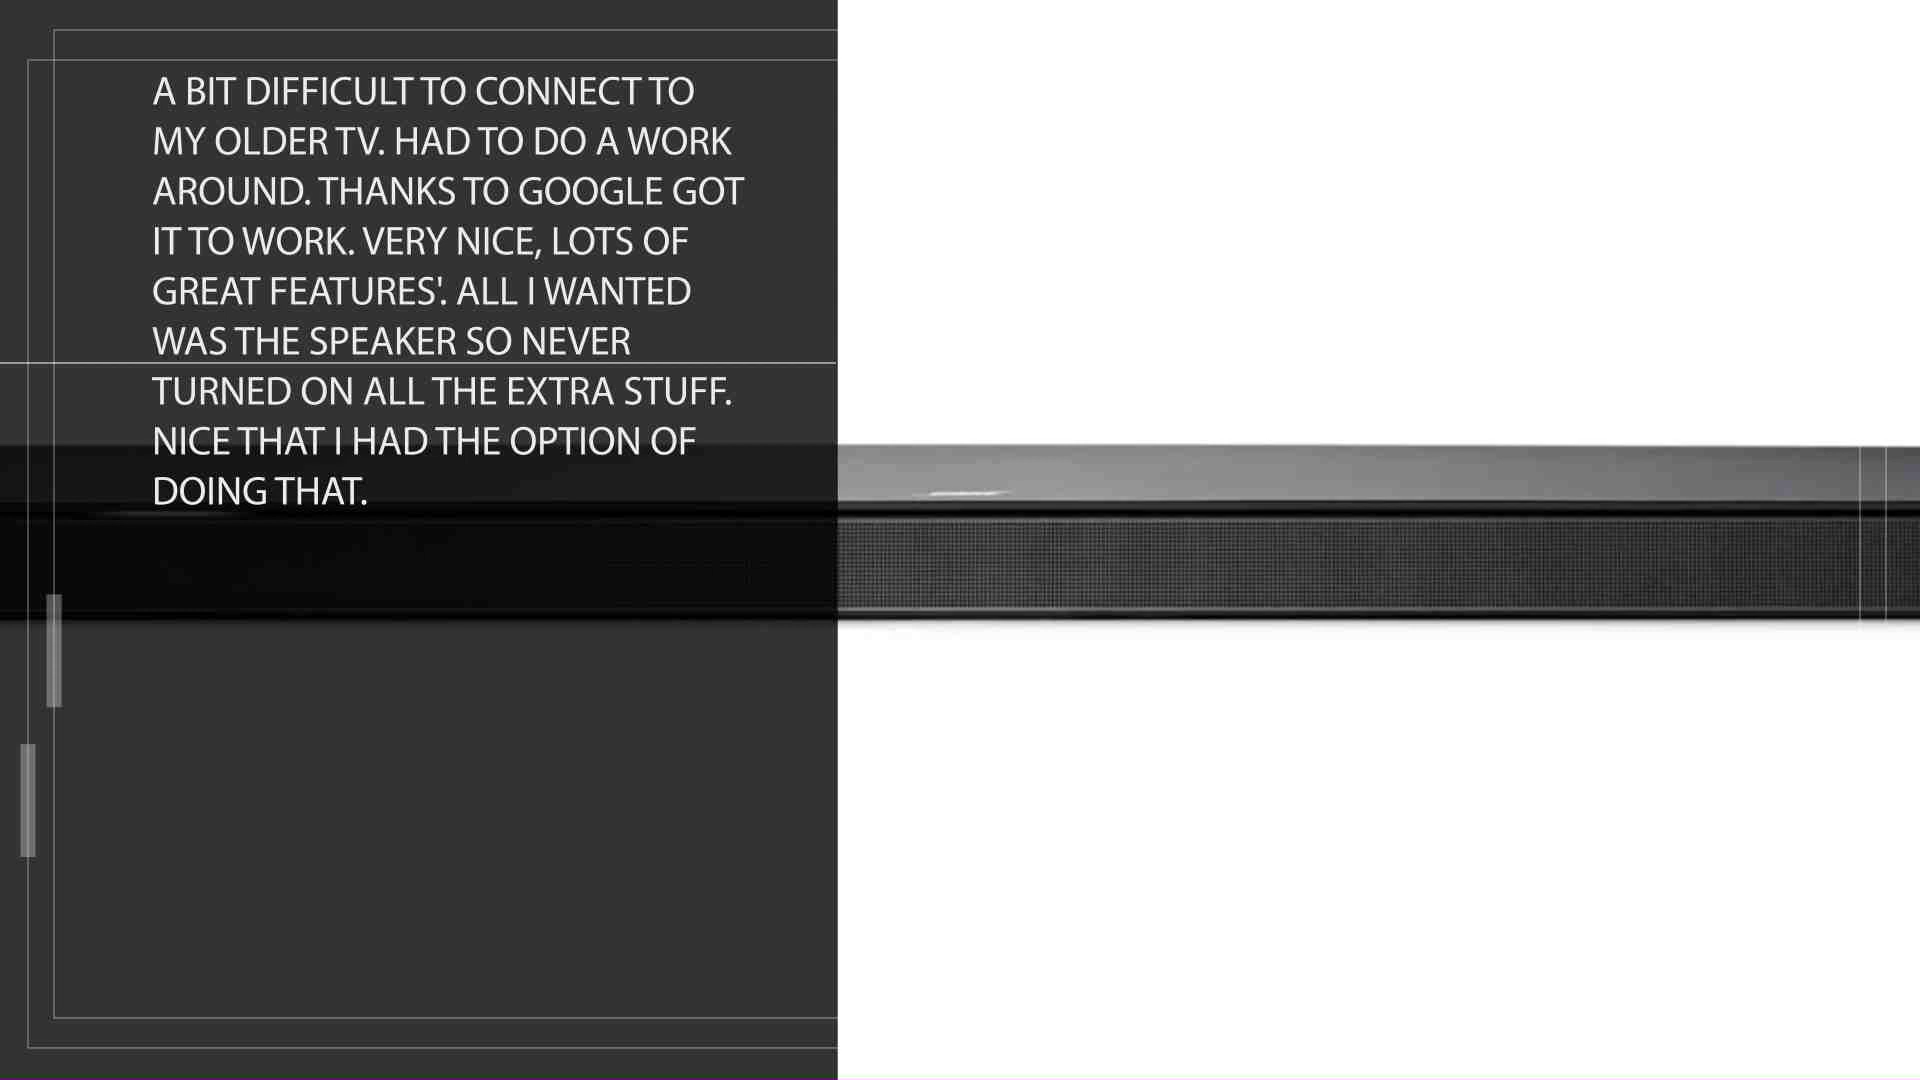 A BIT DIFFICULT TO CONNECT TO
MY OLDER TV. HAD TO DO A WORK
AROUND. THANKS TO GOOGLE GOT
IT TO WORK. VERY NICE, LOTS OF
GREAT FEATURES'. ALL I WANTED
WAS THE SPEAKER SO NEVER
TURNED ON ALL THE EXTRA STUFF.
NICE THAT I HAD THE OPTION OF
DOING THAT.